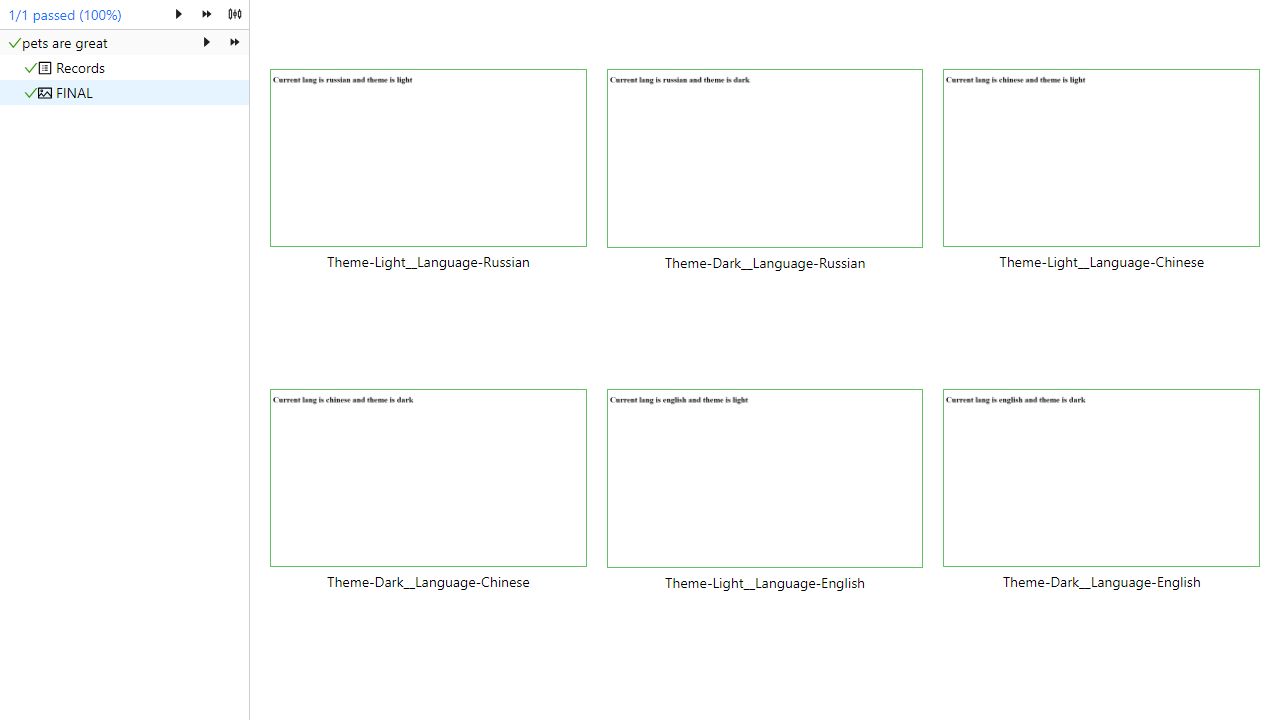 1/1 passed (100%)
pets are great
Records
FINAL
Current lang is russian and theme is light
Theme-Light__Language-Russian
Current lang is russian and theme is dark
Theme-Dark__Language-Russian
Current lang is chinese and theme is light
Theme-Light__Language-Chinese
Current lang is chinese and theme is dark
Theme-Dark__Language-Chinese
Current lang is english and theme is light
Theme-Light__Language-English
Current lang is english and theme is dark
Theme-Dark__Language-English